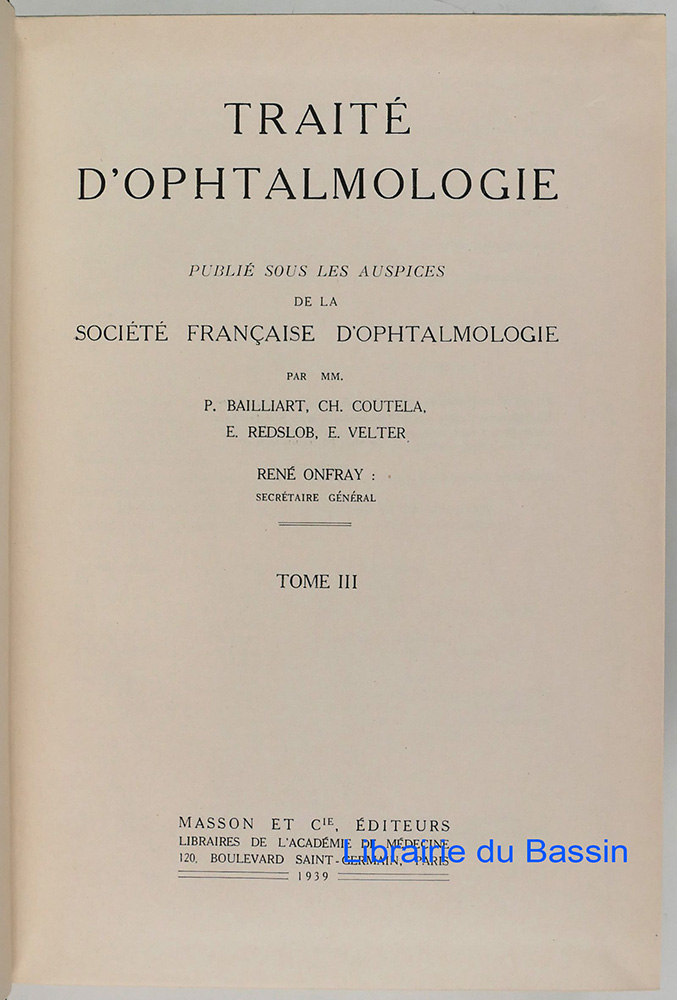 TRAITÉ
D'OPHTALMOLOGIE
PUBLIÉ SOUS LES AUSPICES
DE LA
SOCIÉTÉ FRANÇAISE D'OPHTALMOLOGIE
PAR MM.
P. BAILLIART, CH. COUTELA,
E. REDSLOB, E. VELTER
RENÉ ONFRAY :
SECRÉTAIRE GÉNÉRAL
TOME III
MASSON ET CIE, ÉDITEURS
LIBRAIRES DE L'ACADÉMIE DE MÉDECINE
120, BOULEVARD SAINT-GERMAIN, PARIS
1939
Librairie du Bassin